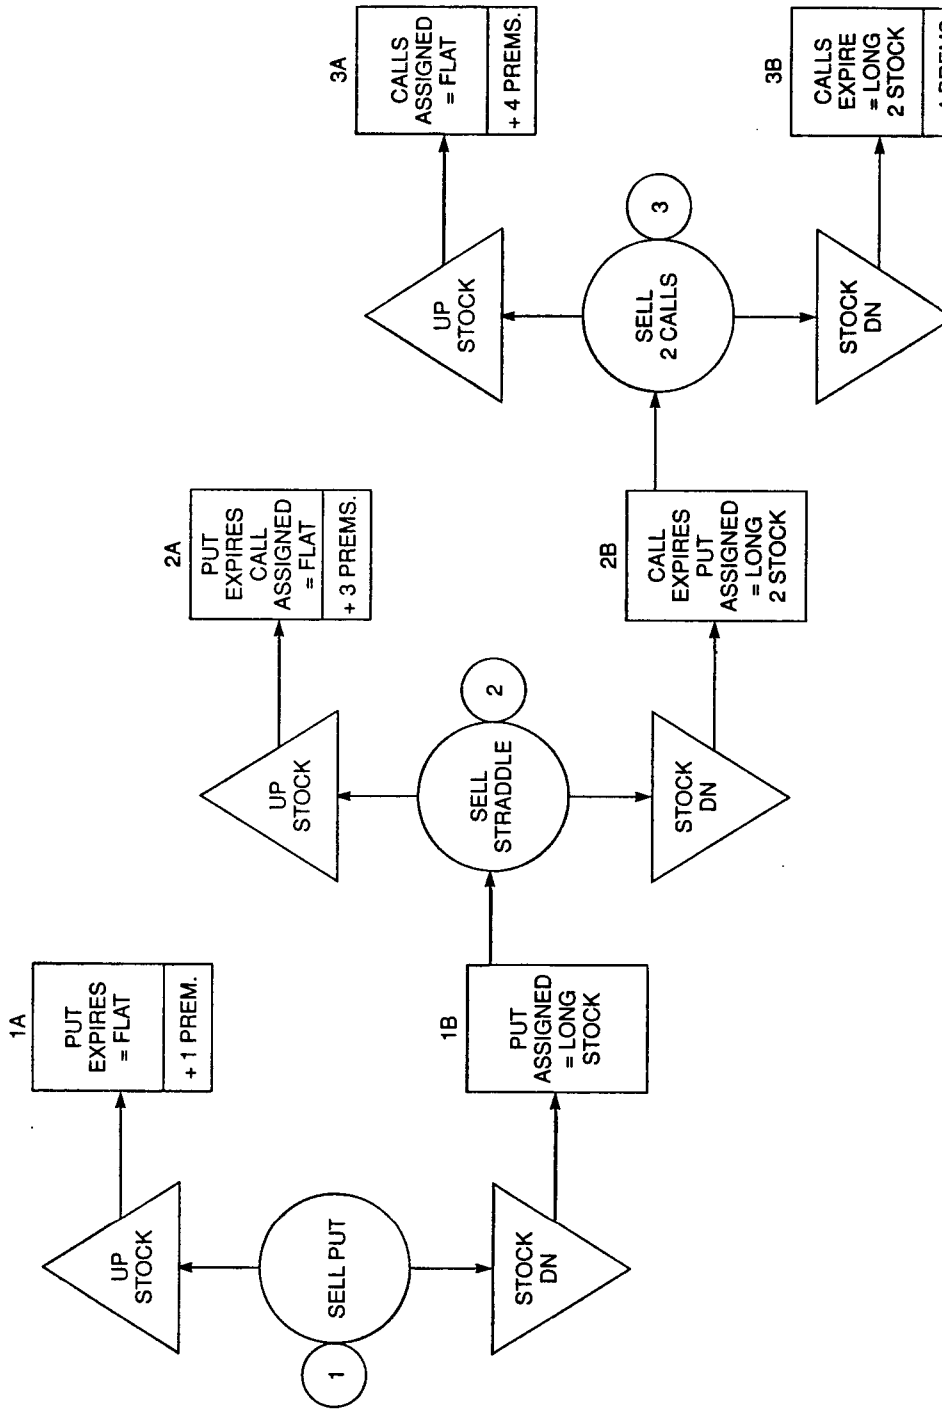 1
SELL PUT
UP
STOCK
1A
PUT
EXPIRES
= FLAT
+ 1 PREM.
STOCK
DN
1B
PUT
ASSIGNED
= LONG
STOCK
2
SELL
STRADDLE
UP
STOCK
2A
PUT
EXPIRES
CALL
ASSIGNED
= FLAT
+ 3 PREMS.
STOCK
DN
2B
CALL
EXPIRES
PUT
ASSIGNED
= LONG
2 STOCK
3
SELL
2 CALLS
UP
STOCK
3A
CALLS
ASSIGNED
= FLAT
+ 4 PREMS.
STOCK
DN
3B
CALLS
EXPIRE
= LONG
2 STOCK